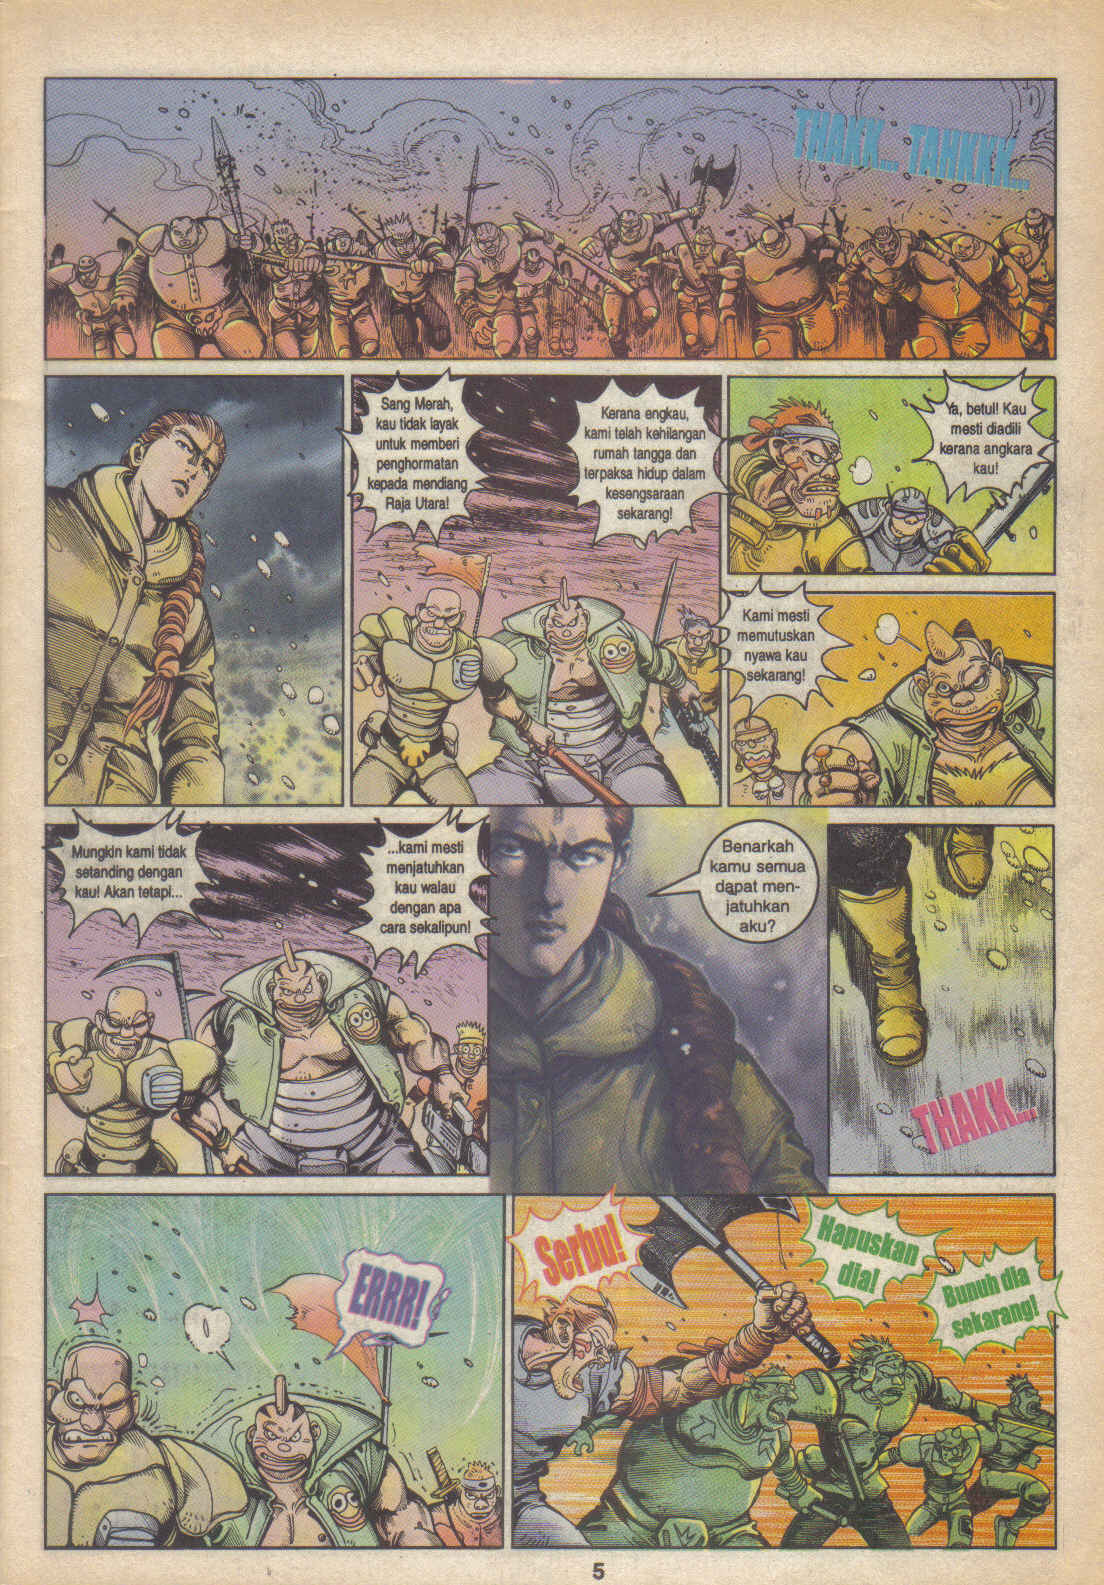 THAKK... TAHKKK...
Sang Merah,
kau tidak layak
untuk memberi
penghormatan
kepada mendiang
Raja Utara!
Kerana engkau,
kami telah kehilangan
rumah tangga dan
terpaksa hidup dalam
kesengsaraan
sekarang!
Ya, betul! Kau
mesti diadili
kerana angkara
kau!
Kami mesti
memutuskan
nyawa kau
sekarang!
Mungkin kami tidak
setanding dengan
kau! Akan tetapi...
...kami mesti
menjatuhkan
kau walau
dengan apa
cara sekalipun!
Benarkah
kamu semua
dapat men-
jatuhkan
aku?
THAKK...
ERRR!
Serbu!
Hapuskan
dia!
Bunuh dia
sekarang!
5